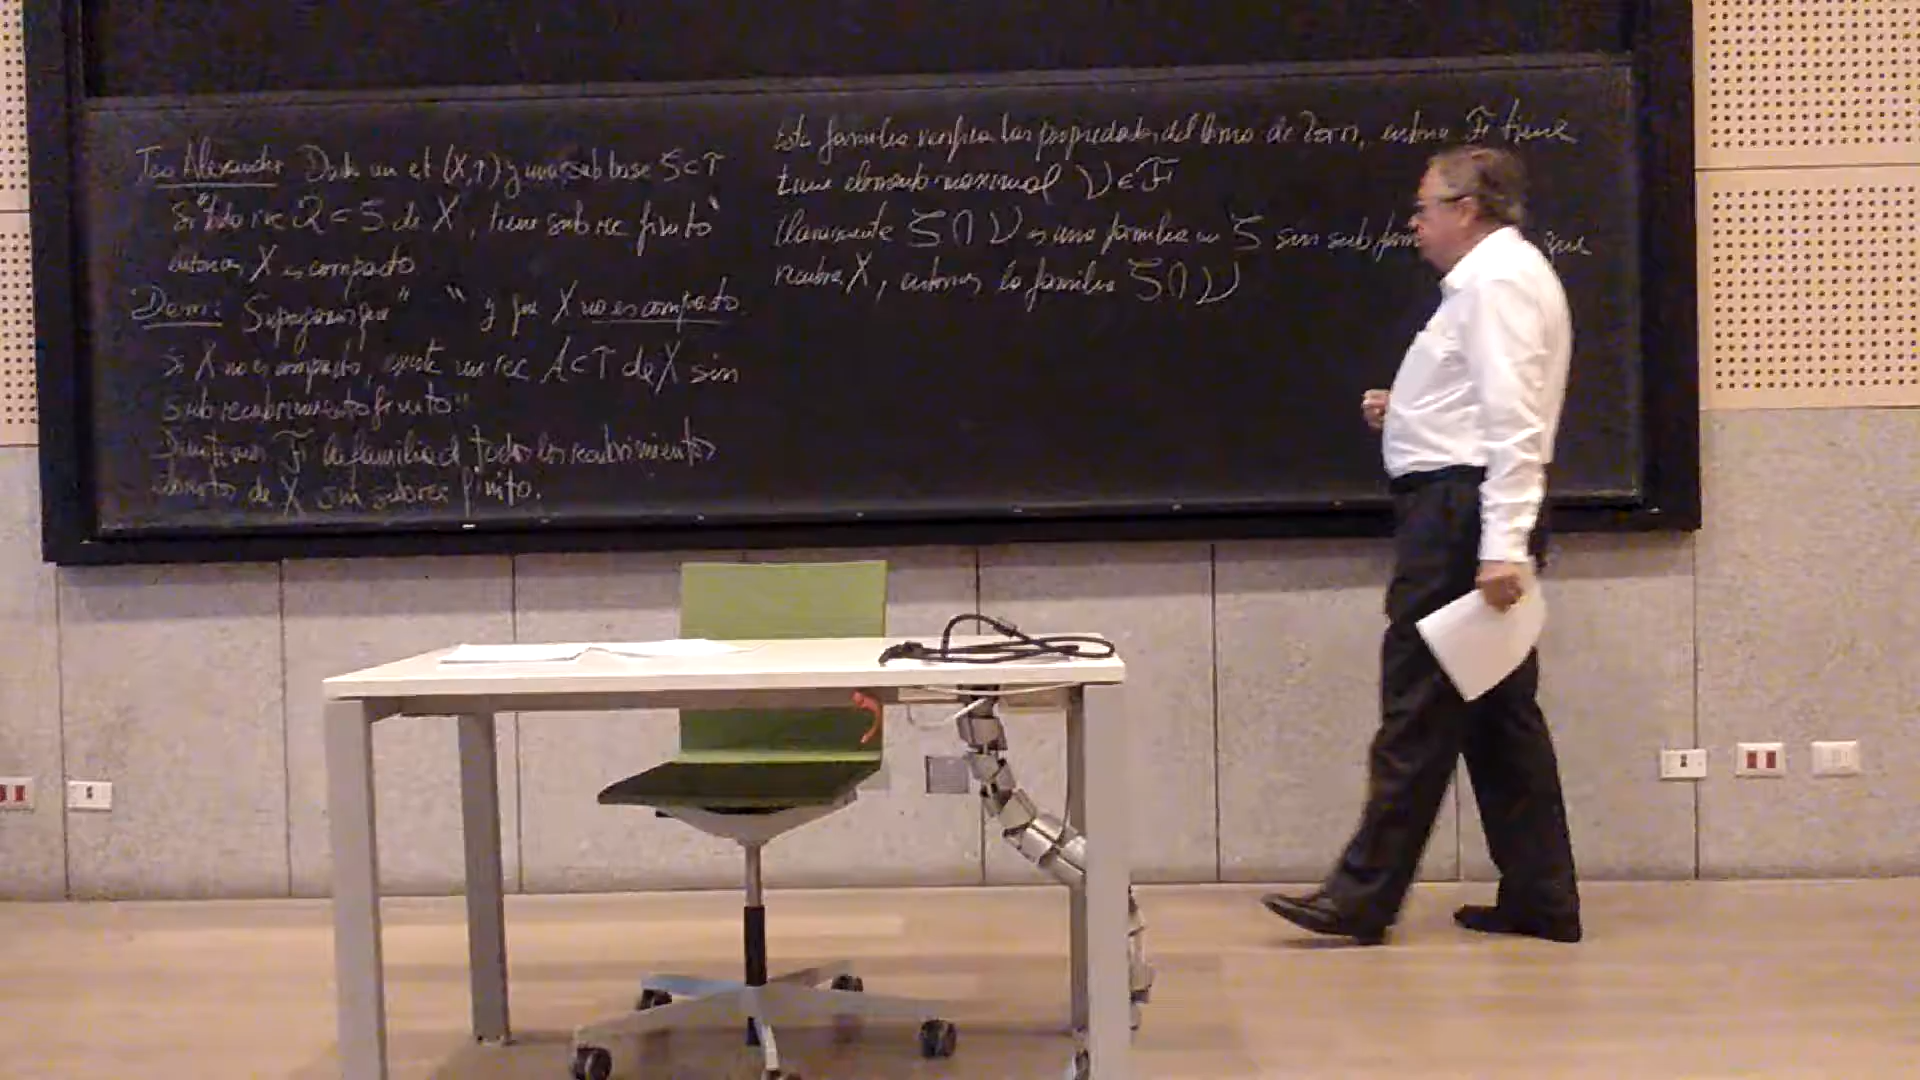 Teo Alexander Dado un et (X,T) y una sub base S⊂T
Si "todo rec Q⊂S de X, tiene sub rec finito"
entonces X es compacto
Dem: Supongamos que " " y que X no es compacto.
Si X no es compacto, existe un rec A⊂T de X sin
sub recubrimiento finito.
F la familia de todos los recubrimientos
abiertos de X sin subrec finito.
Esta familia verifica las propiedades del lema de Zorn, entonces F tiene
tiene elemento maximal V∈F
Claramente S∩V es una familia en S sin sub que
recubra X, entonces la familia S∩V